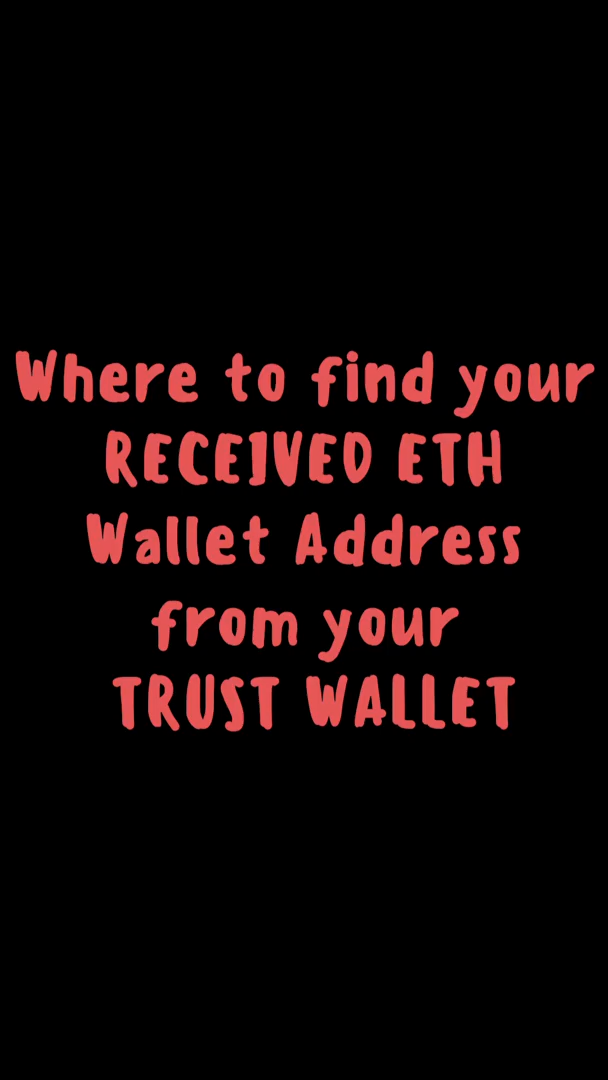 Where to find your
RECEIVED ETH
Wallet Address
from your
TRUST WALLET